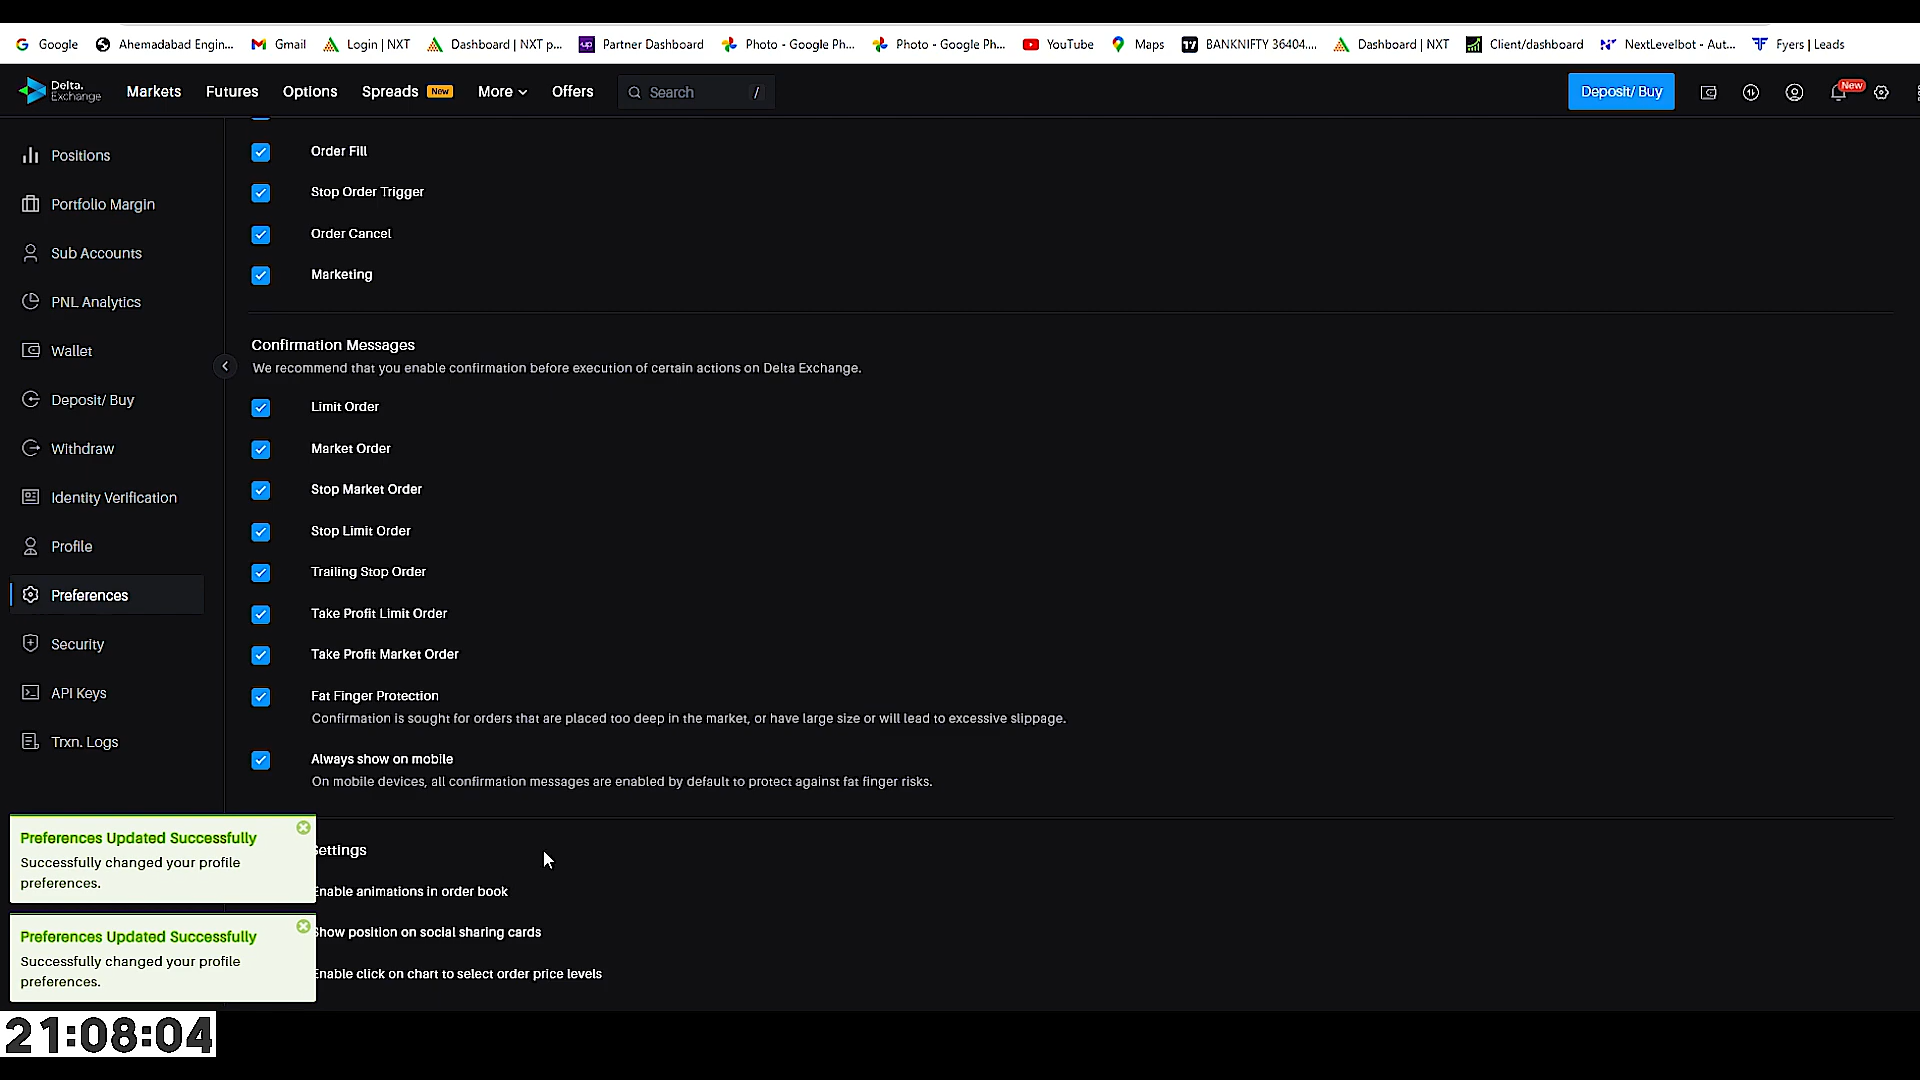 Google
Ahemadabad Engin...
Gmail
Login | NXT
Dashboard | NXT p...
Partner Dashboard
Photo - Google Ph...
Photo - Google Ph...
YouTube
Maps
BANKNIFTY 36404....
Dashboard | NXT
Client/dashboard
NextLevelbot - Aut...
Fyers | Leads
Delta.
Exchange
Markets
Futures
Options
Spreads New
More
Offers
Search /
Deposit/ Buy
New
Positions
Portfolio Margin
Sub Accounts
PNL Analytics
Wallet
Deposit/ Buy
Withdraw
Identity Verification
Profile
Preferences
Security
API Keys
Trxn. Logs
Order Fill
Stop Order Trigger
Order Cancel
Marketing
Confirmation Messages
We recommend that you enable confirmation before execution of certain actions on Delta Exchange.
Limit Order
Market Order
Stop Market Order
Stop Limit Order
Trailing Stop Order
Take Profit Limit Order
Take Profit Market Order
Fat Finger Protection
Confirmation is sought for orders that are placed too deep in the market, or have large size or will lead to excessive slippage.
Always show on mobile
On mobile devices, all confirmation messages are enabled by default to protect against fat finger risks.
Settings
Enable animations in order book
Show position on social sharing cards
Enable click on chart to select order price levels
Preferences Updated Successfully
Successfully changed your profile
preferences.
Preferences Updated Successfully
Successfully changed your profile
preferences.
21:08:04